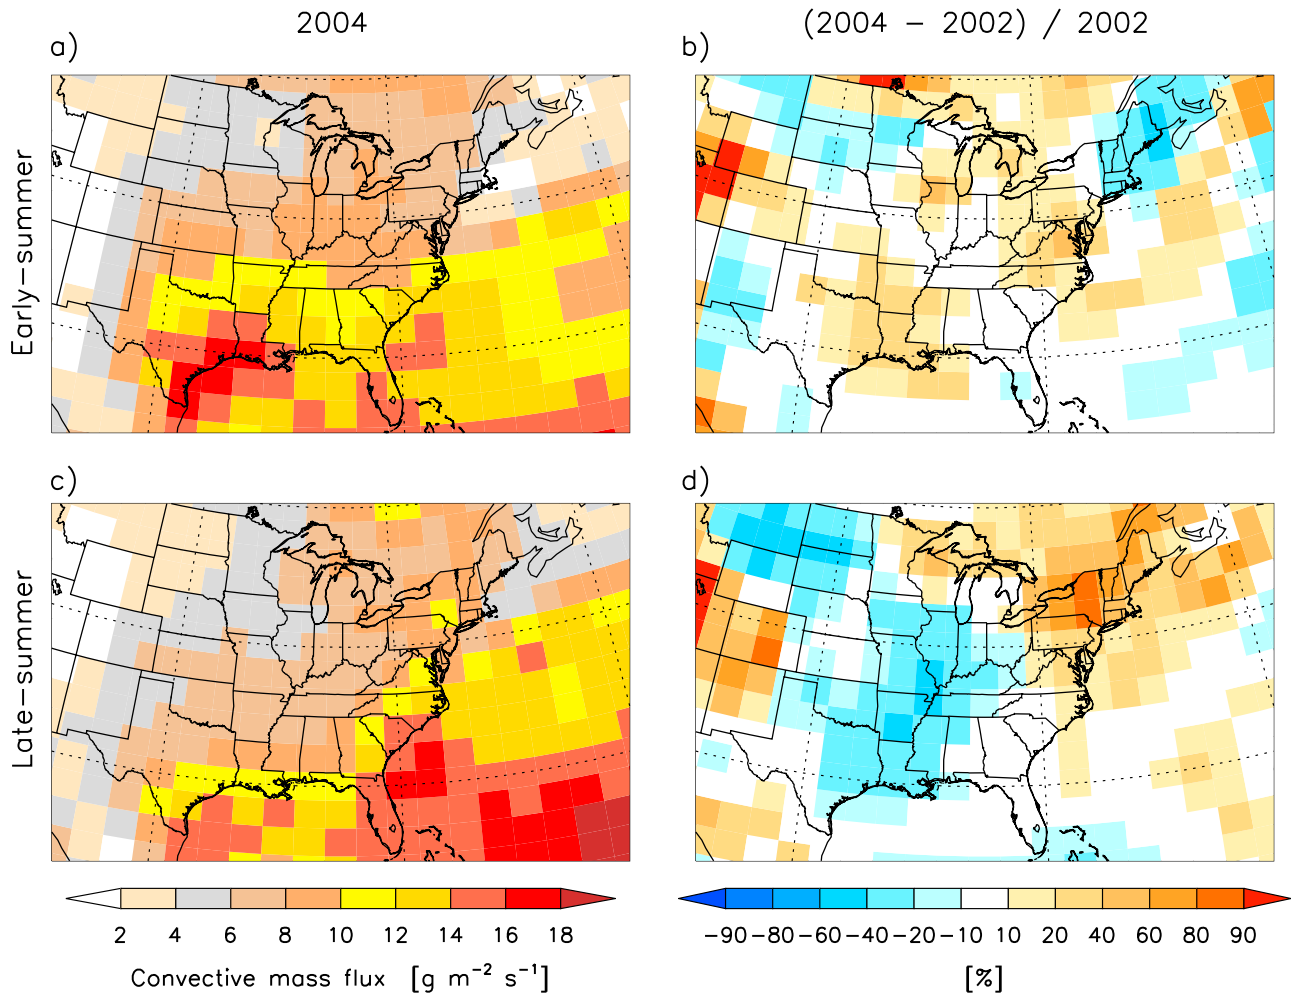 2004
(2004 − 2002) / 2002
a)
b)
Early−summer
c)
d)
Late−summer
2 4 6 8 10 12 14 16 18
−90 −80 −60 −40 −20 −10 10 20 40 60 80 90
Convective mass flux [g m⁻² s⁻¹]
[%]